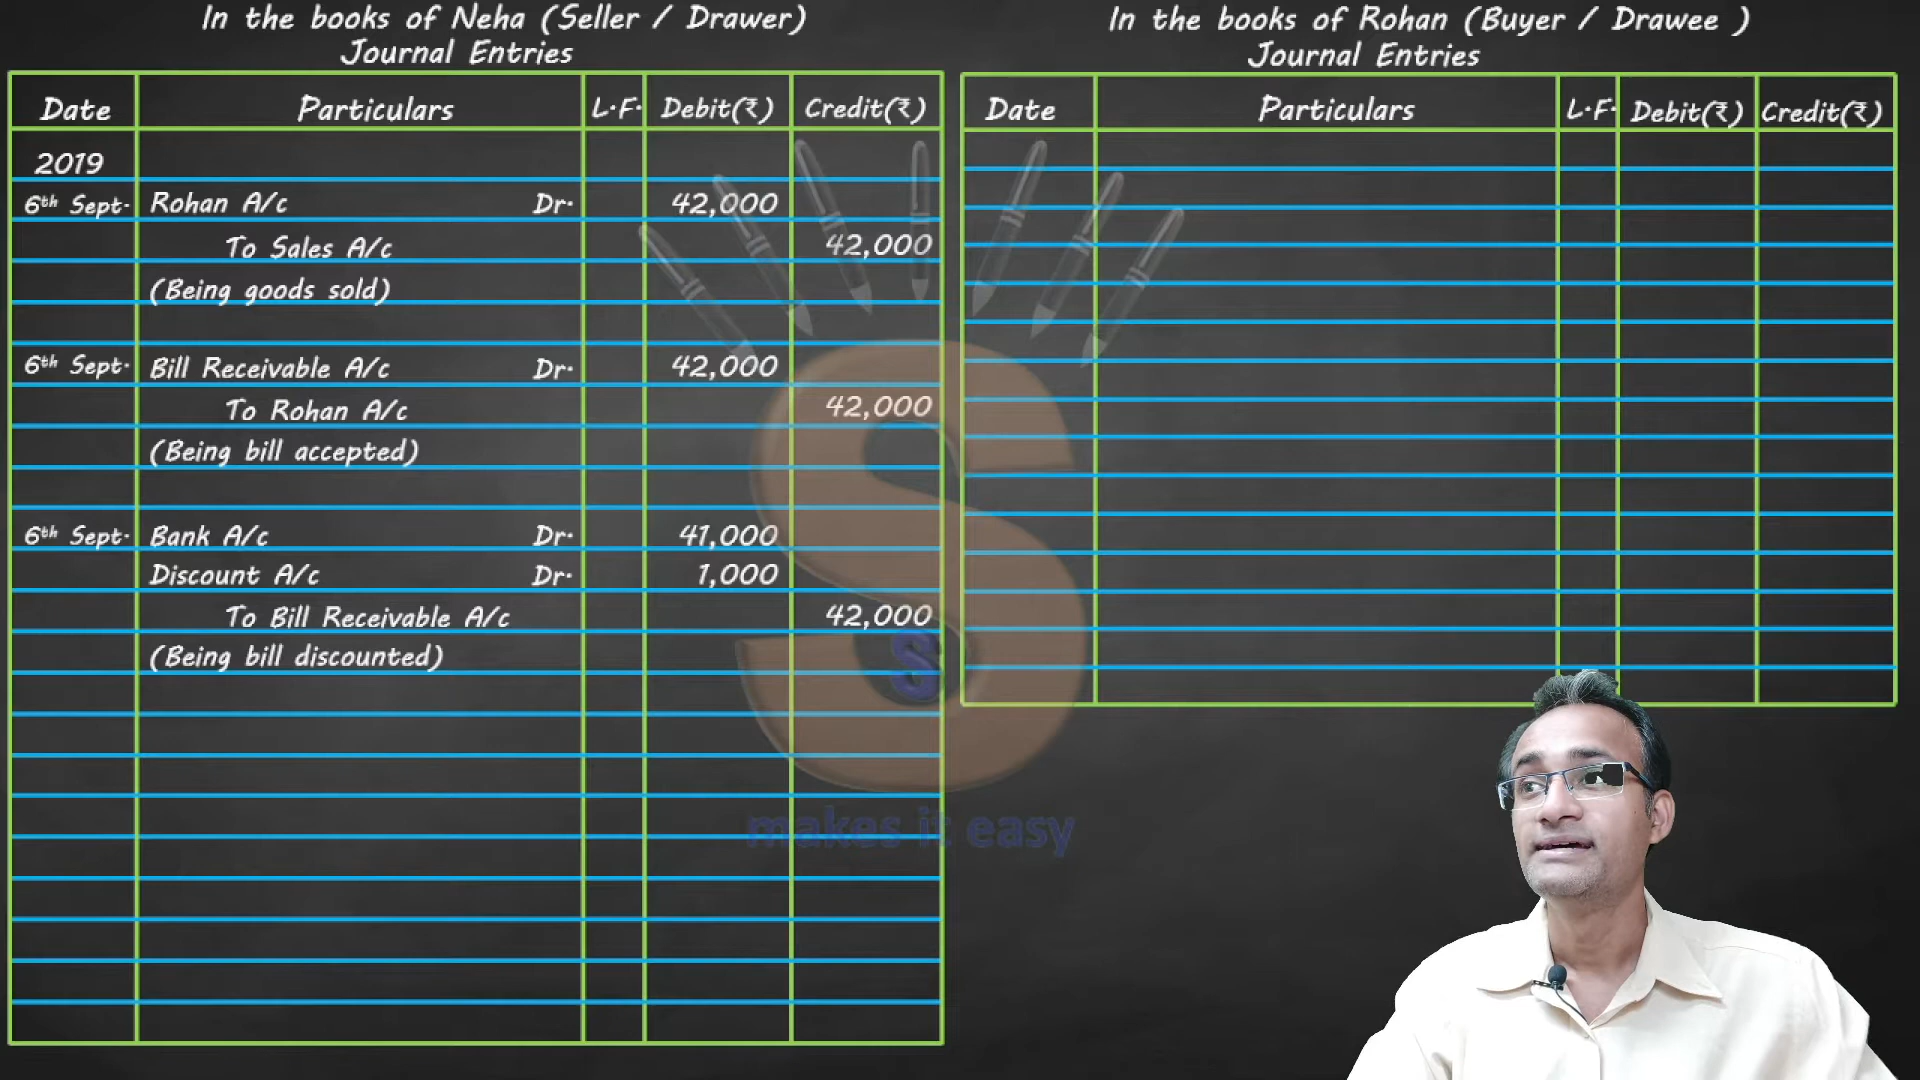 In the books of Neha (Seller / Drawer)
Journal Entries
Date Particulars L.F. Debit(₹) Credit(₹)
2019
6th Sept. Rohan A/c Dr. 42,000
To Sales A/c 42,000
(Being goods sold)
6th Sept. Bill Receivable A/c Dr. 42,000
To Rohan A/c 42,000
(Being bill accepted)
6th Sept. Bank A/c Dr. 41,000
Discount A/c Dr. 1,000
To Bill Receivable A/c 42,000
(Being bill discounted)
In the books of Rohan (Buyer / Drawee )
Journal Entries
Date Particulars L.F. Debit(₹) Credit(₹)
S
S
makes it easy